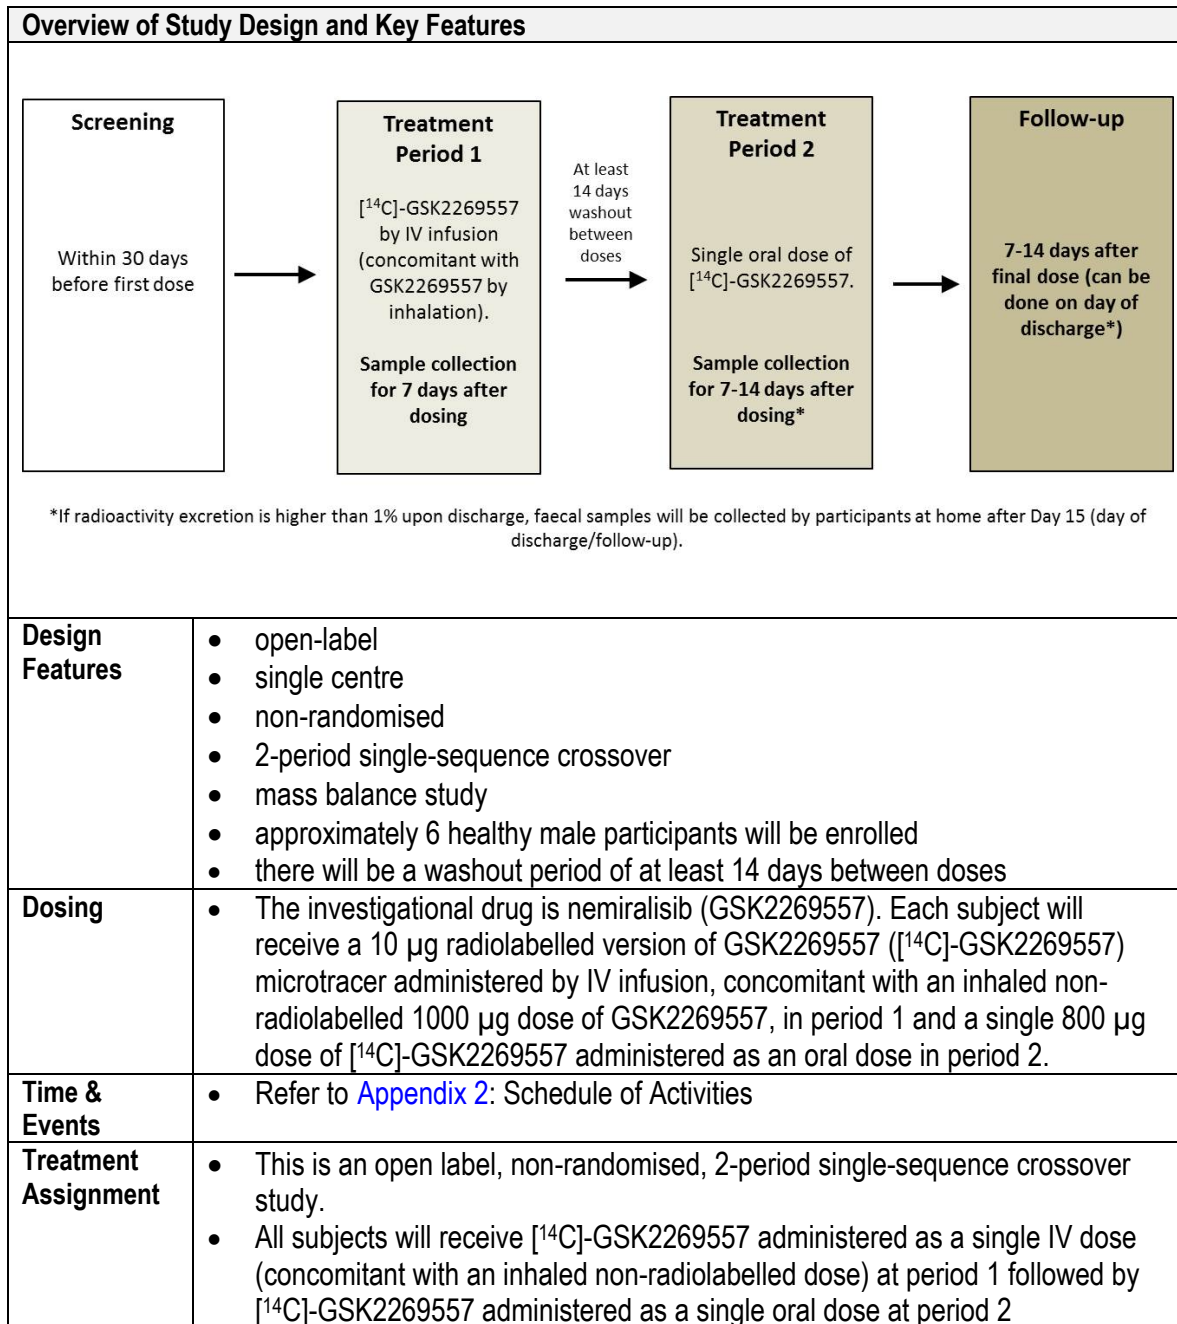 Overview of Study Design and Key Features
Screening
Within 30 days
before first dose
Treatment
Period 1
[14C]-GSK2269557
by IV infusion
(concomitant with
GSK2269557 by
inhalation).
Sample collection
for 7 days after
dosing
At least
14 days
washout
between
doses
Treatment
Period 2
Single oral dose of
[14C]-GSK2269557.
Sample collection
for 7-14 days after
dosing*
Follow-up
7-14 days after
final dose (can be
done on day of
discharge*)
*If radioactivity excretion is higher than 1% upon discharge, faecal samples will be collected by participants at home after Day 15 (day of
discharge/follow-up).
Design
Features
• open-label
• single centre
• non-randomised
• 2-period single-sequence crossover
• mass balance study
• approximately 6 healthy male participants will be enrolled
• there will be a washout period of at least 14 days between doses
Dosing
• The investigational drug is nemiralisib (GSK2269557). Each subject will
receive a 10 µg radiolabelled version of GSK2269557 ([14C]-GSK2269557)
microtracer administered by IV infusion, concomitant with an inhaled non-
radiolabelled 1000 µg dose of GSK2269557, in period 1 and a single 800 µg
dose of [14C]-GSK2269557 administered as an oral dose in period 2.
Time &
Events
• Refer to Appendix 2: Schedule of Activities
Treatment
Assignment
• This is an open label, non-randomised, 2-period single-sequence crossover
study.
• All subjects will receive [14C]-GSK2269557 administered as a single IV dose
(concomitant with an inhaled non-radiolabelled dose) at period 1 followed by
[14C]-GSK2269557 administered as a single oral dose at period 2